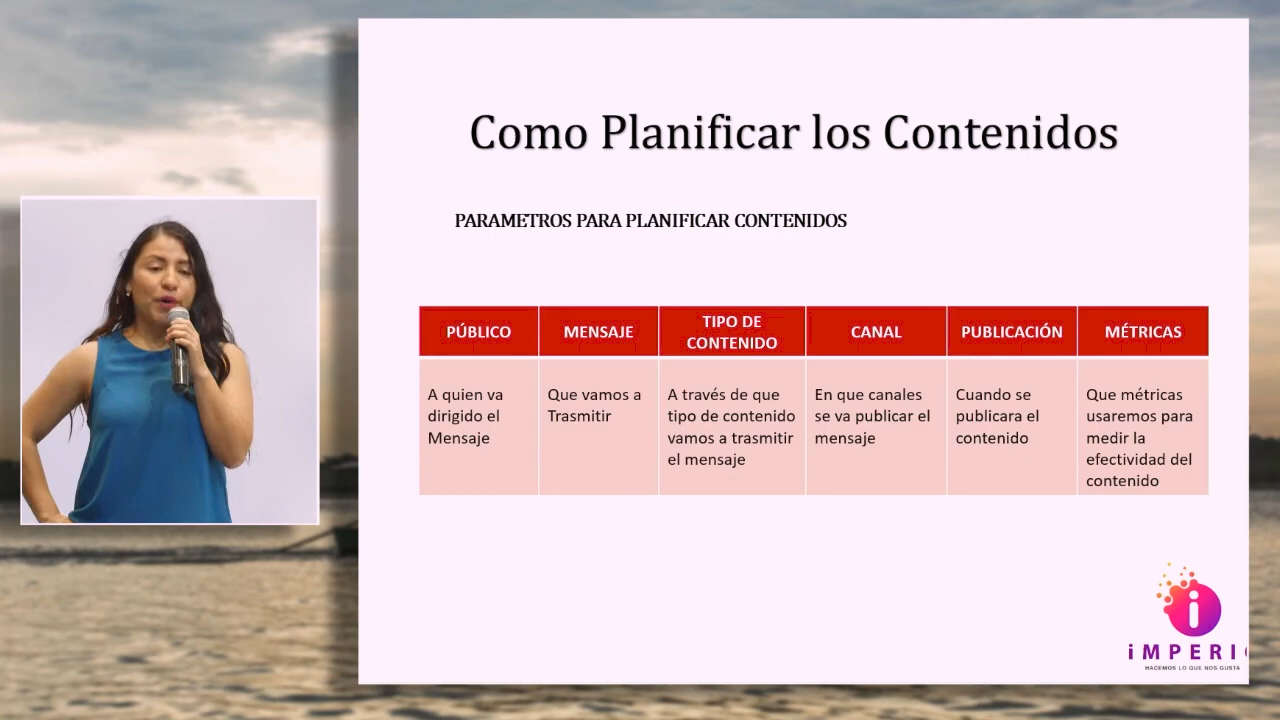 Como Planificar los Contenidos
PARAMETROS PARA PLANIFICAR CONTENIDOS
PÚBLICO
MENSAJE
TIPO DE
CONTENIDO
CANAL
PUBLICACIÓN
MÉTRICAS
A quien va
dirigido el
Mensaje
Que vamos a
Trasmitir
A través de que
tipo de contenido
vamos a trasmitir
el mensaje
En que canales
se va publicar el
mensaje
Cuando se
publicara el
contenido
Que métricas
usaremos para
medir la
efectividad del
contenido
i
iMPERI
HACEMOS LO QUE NOS GUSTA